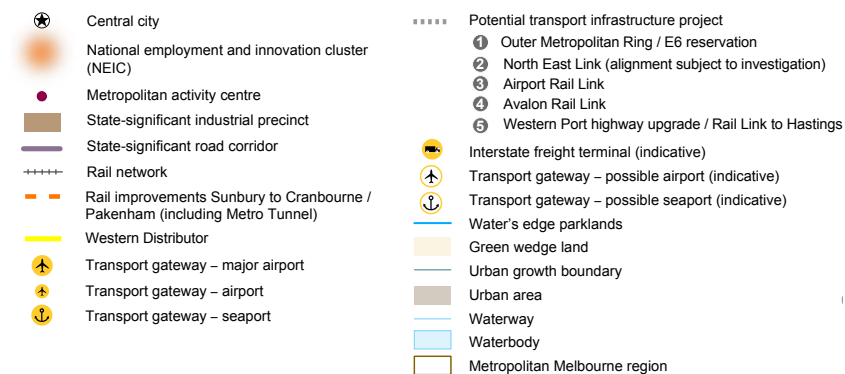 Central city
National employment and innovation cluster
(NEIC)
Metropolitan activity centre
State-significant industrial precinct
State-significant road corridor
Rail network
Rail improvements Sunbury to Cranbourne /
Pakenham (including Metro Tunnel)
Western Distributor
Transport gateway – major airport
Transport gateway – airport
Transport gateway – seaport
Potential transport infrastructure project
1 Outer Metropolitan Ring / E6 reservation
2 North East Link (alignment subject to investigation)
3 Airport Rail Link
4 Avalon Rail Link
5 Western Port highway upgrade / Rail Link to Hastings
Interstate freight terminal (indicative)
Transport gateway – possible airport (indicative)
Transport gateway – possible seaport (indicative)
Water's edge parklands
Green wedge land
Urban growth boundary
Urban area
Waterway
Waterbody
Metropolitan Melbourne region